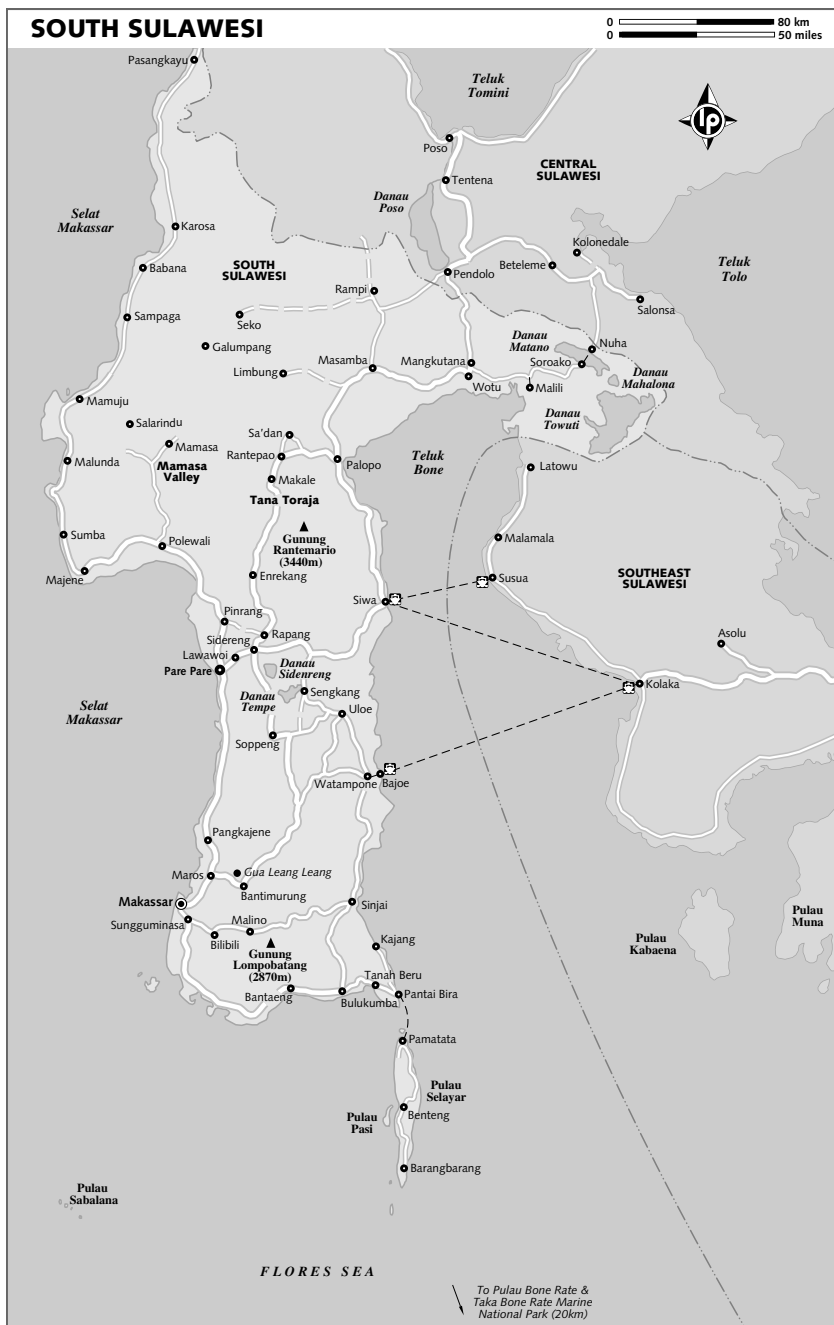 SOUTH SULAWESI
0 80 km
0 50 miles
Pasangkayu
Teluk
Tomini
lp
Poso
CENTRAL
SULAWESI
Tentena
Danau
Poso
Selat
Makassar
Karosa
Kolonedale
Teluk
Tolo
SOUTH
SULAWESI
Babana
Pendolo
Beteleme
Rampi
Salonsa
Seko
Sampaga
Galumpang
Danau
Matano
Nuha
Masamba
Mangkutana
Soroako
Danau
Mahalona
Limbung
Wotu
Malili
Mamuju
Danau
Towuti
Salarindu
Sa'dan
Mamasa
Rantepao
Palopo
Teluk
Bone
Malunda
Mamasa
Valley
Latowu
Makale
Tana Toraja
Gunung
Rantemario
(3440m)
Sumba
Polewali
Malamala
Majene
Enrekang
Susua
SOUTHEAST
SULAWESI
Siwa
Pinrang
Rapang
Asolu
Sidereng
Lawawoi
Pare Pare
Danau
Sidenreng
Kolaka
Sengkang
Danau
Tempe
Uloe
Selat
Makassar
Soppeng
Watampone
Bajoe
Pangkajene
Gua Leang Leang
Maros
Bantimurung
Makassar
Sinjai
Sungguminasa
Malino
Bilibili
Pulau
Muna
Pulau
Kabaena
Kajang
Gunung
Lompobatang
(2870m)
Tanah Beru
Bantaeng
Bulukumba
Pantai Bira
Pamatata
Pulau
Selayar
Pulau
Pasi
Benteng
Barangbarang
Pulau
Sabalana
FLORES SEA
To Pulau Bone Rate &
Taka Bone Rate Marine
National Park (20km)